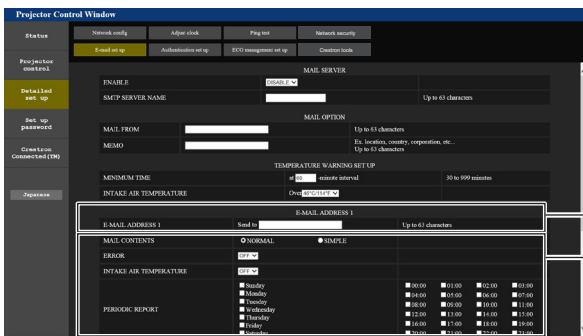 Projector Control Window
Status
Projector
control
Detailed
set up
Set up
password
Crestron
Connected(TM)
Japanese
Network config Adjust clock Ping test Network security
E-mail set up Authentication set up ECO management set up Crestron tools
MAIL SERVER
ENABLE DISABLE
SMTP SERVER NAME Up to 63 characters
MAIL OPTION
MAIL FROM Up to 63 characters
MEMO Ex. location, country, corporation, etc...
Up to 63 characters
TEMPERATURE WARNING SET UP
MINIMUM TIME at 60 -minute interval 30 to 999 minutes
INTAKE AIR TEMPERATURE Over 46°C/114°F
E-MAIL ADDRESS 1
E-MAIL ADDRESS 1 Send to Up to 63 characters
MAIL CONTENTS NORMAL SIMPLE
ERROR OFF
INTAKE AIR TEMPERATURE OFF
PERIODIC REPORT
Sunday 00:00 01:00 02:00 03:00
Monday 04:00 05:00 06:00 07:00
Tuesday 08:00 09:00 10:00 11:00
Wednesday 12:00 13:00 14:00 15:00
Thursday 16:00 17:00 18:00 19:00
Friday 20:00 21:00 22:00 23:00
Saturday